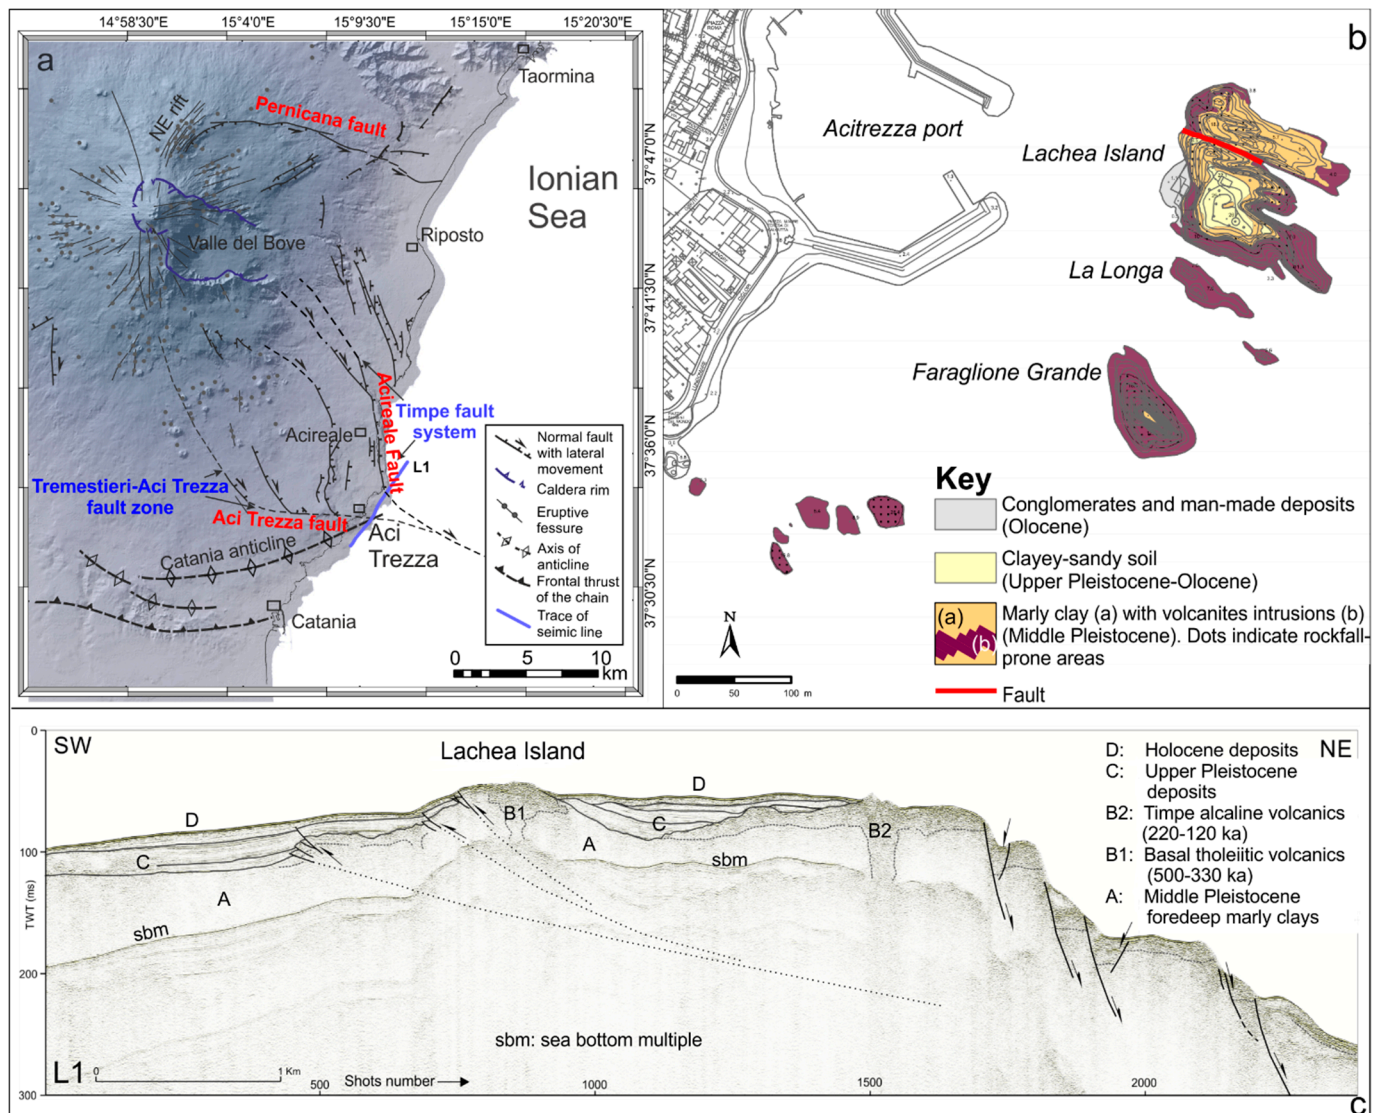 14°58'30"E
15°4'0"E
15°9'30"E
15°15'0"E
15°20'30"E
a
Taormina
NE rift
Pernicana fault
37°47'0"N
Ionian
Sea
Valle del Bove
Riposto
37°41'30"N
Acireale Fault
Timpe fault
system
Acireale
L1
37°36'0"N
Tremestieri-Aci Trezza
fault zone
Aci Trezza fault
Aci
Trezza
Catania anticline
Catania
37°30'30"N
Normal fault
with lateral
movement
Caldera rim
Eruptive
fessure
Axis of
anticline
Frontal thrust
of the chain
Trace of
seimic line
0 5 10
km
b
Acitrezza port
Lachea Island
La Longa
Faraglione Grande
N
0 50 100 m
Key
Conglomerates and man-made deposits
(Olocene)
Clayey-sandy soil
(Upper Pleistocene-Olocene)
(a)
(b)
Marly clay (a) with volcanites intrusions (b)
(Middle Pleistocene). Dots indicate rockfall-
prone areas
Fault
0
SW
Lachea Island
NE
D: Holocene deposits
C: Upper Pleistocene
deposits
B2: Timpe alcaline volcanics
(220-120 ka)
B1: Basal tholeiitic volcanics
(500-330 ka)
A: Middle Pleistocene
foredeep marly clays
D
D
B1
C
B2
A
100
C
sbm
A
TWT (ms)
sbm
200
sbm: sea bottom multiple
L1
0 1 Km
500
Shots number
1000
1500
2000
300
c